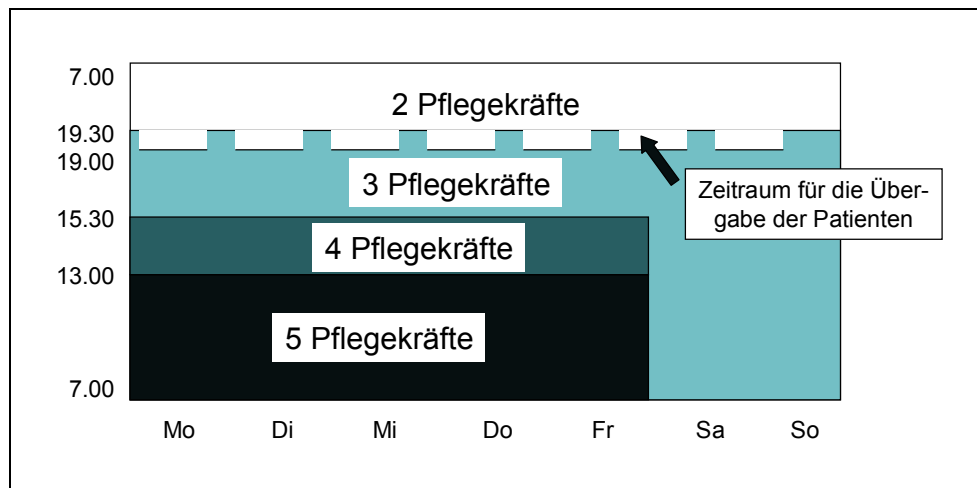 7.00
2 Pflegekräfte
19.30
19.00
3 Pflegekräfte
Zeitraum für die Über-
gabe der Patienten
15.30
4 Pflegekräfte
13.00
5 Pflegekräfte
7.00
Mo Di Mi Do Fr Sa So